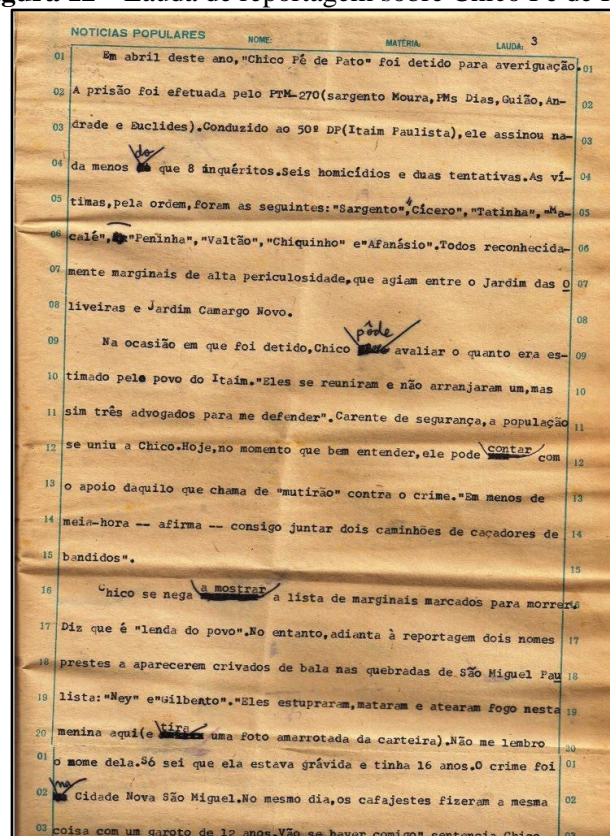 Figura 22 – Lauda de reportagem sobre Chico Pé de
NOTICIAS POPULARES NOME: MATÉRIA: LAUDA: 3
01 Em abril deste ano,"Chico Pé de Pato" foi detido para averiguação. 01
02 A prisão foi efetuada pelo PTM-270(sargento Moura,PMs Dias,Guião,An- 02
03 drade e Euclides).Conduzido ao 50º DP(Itaim Paulista),ele assinou na- 03
04 da menos do que 8 inquéritos.Seis homicídios e duas tentativas.As ví- 04
05 timas,pela ordem,foram as seguintes:"Sargento","Cícero","Tatinha","Ma- 05
06 calé","Peninha","Valtão","Chiquinho" e"Afanásio".Todos reconhecida- 06
07 mente marginais de alta periculosidade,que agiam entre o Jardim das O 07
08 liveiras e Jardim Camargo Novo. 08
09 Na ocasião em que foi detido,Chico pôde avaliar o quanto era es- 09
10 timado pelo povo do Itaim."Eles se reuniram e não arranjaram um,mas 10
11 sim três advogados para me defender".Carente de segurança,a população 11
12 se uniu a Chico.Hoje,no momento que bem entender,ele pode contar com 12
13 o apoio daquilo que chama de "mutirão" contra o crime."Em menos de 13
14 meia-hora -- afirma -- consigo juntar dois caminhões de caçadores de 14
15 bandidos". 15
16 Chico se nega a mostrar a lista de marginais marcados para morrer. 16
17 Diz que é "lenda do povo".No entanto,adianta à reportagem dois nomes 17
18 prestes a aparecerem crivados de bala nas quebradas de São Miguel Pau 18
19 lista:"Ney" e"Gilberto"."Eles estupraram,mataram e atearam fogo nesta 19
20 menina aqui(e tira uma foto amarrotada da carteira).Não me lembro 20
01 o mome dela.Só sei que ela estava grávida e tinha 16 anos.O crime foi 01
02 na Cidade Nova São Miguel.No mesmo dia,os cafajestes fizeram a mesma 02
03 coisa com um garoto de 12 anos.Vão se haver comigo",sentencia Chico